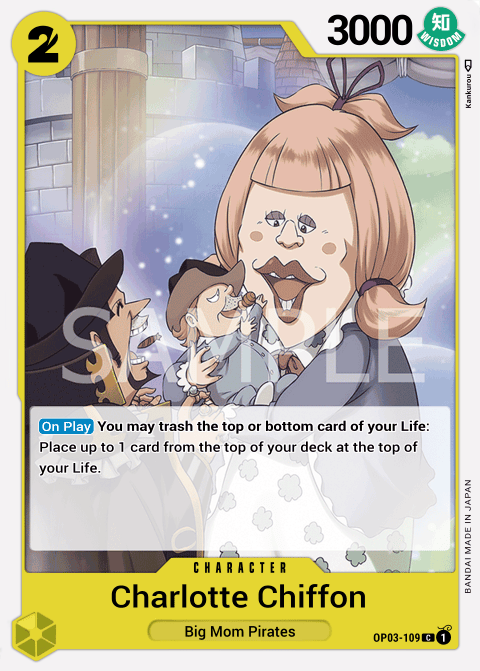 2
3000
知
WISDOM
Kankurou
SAMPLE
On Play You may trash the top or bottom card of your Life:
Place up to 1 card from the top of your deck at the top of
your Life.
BANDAI MADE IN JAPAN
CHARACTER
Charlotte Chiffon
Big Mom Pirates
OP03-109 C 1